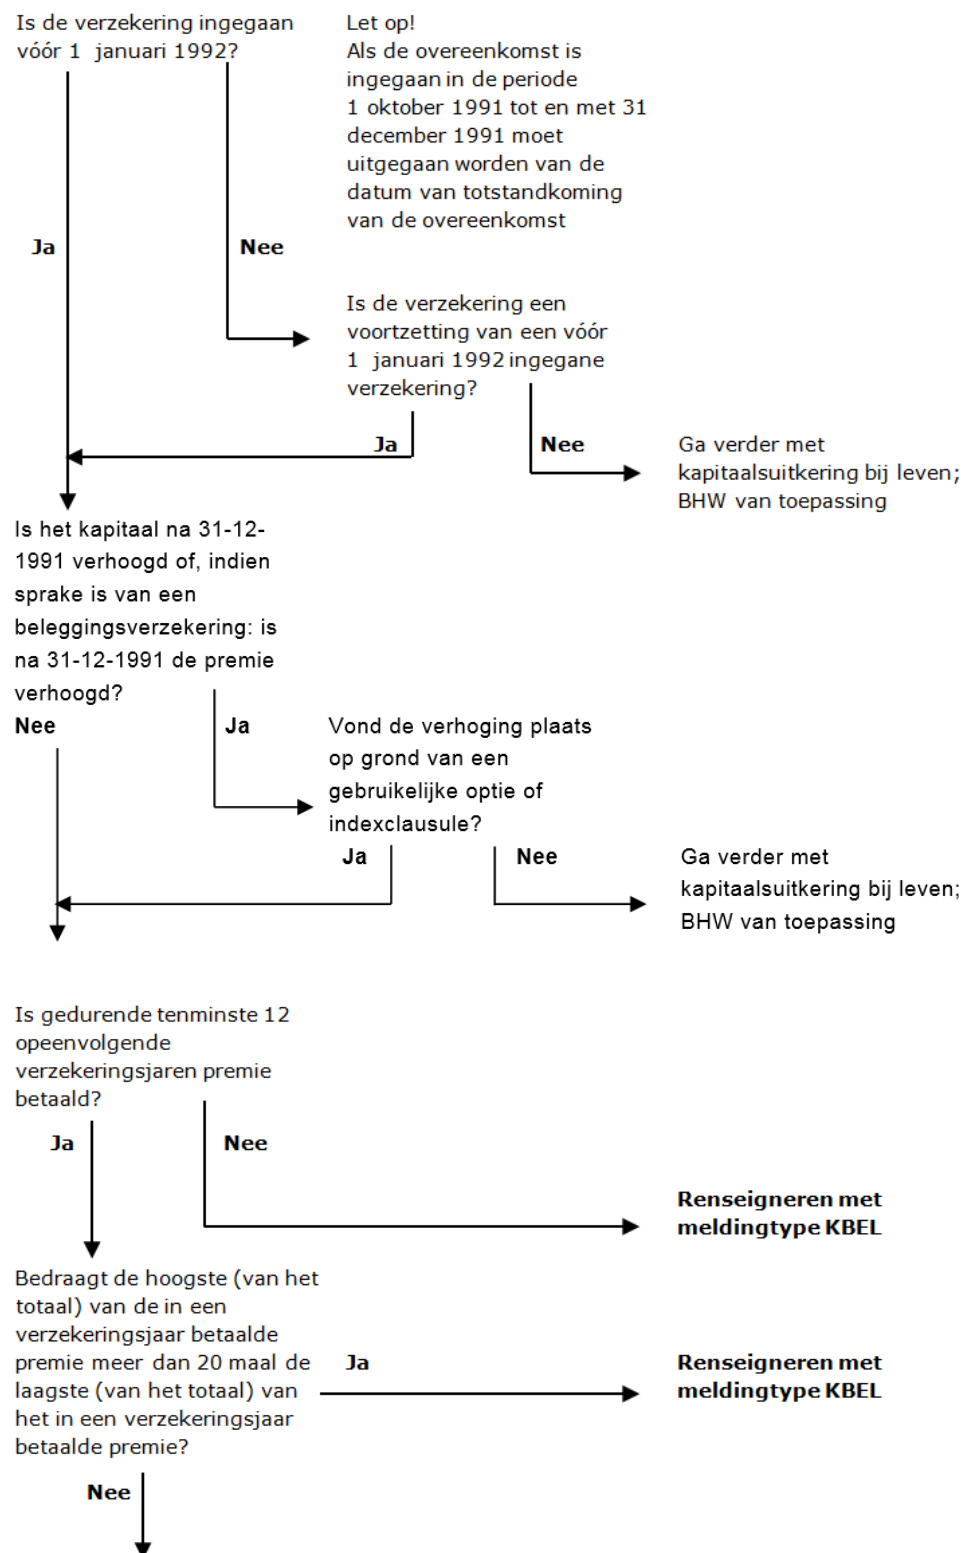 Is de verzekering ingegaan
vóór 1 januari 1992?
Let op!
Als de overeenkomst is
ingegaan in de periode
1 oktober 1991 tot en met 31
december 1991 moet
uitgegaan worden van de
datum van totstandkoming
van de overeenkomst
Ja
Nee
Is de verzekering een
voortzetting van een vóór
1 januari 1992 ingegane
verzekering?
Ja
Nee
Ga verder met
kapitaalsuitkering bij leven;
BHW van toepassing
Is het kapitaal na 31-12-
1991 verhoogd of, indien
sprake is van een
beleggingsverzekering: is
na 31-12-1991 de premie
verhoogd?
Nee
Ja
Vond de verhoging plaats
op grond van een
gebruikelijke optie of
indexclausule?
Ja
Nee
Ga verder met
kapitaalsuitkering bij leven;
BHW van toepassing
Is gedurende tenminste 12
opeenvolgende
verzekeringsjaren premie
betaald?
Ja
Nee
Renseigneren met
meldingtype KBEL
Bedraagt de hoogste (van het
totaal) van de in een
verzekeringsjaar betaalde
premie meer dan 20 maal de
laagste (van het totaal) van
het in een verzekeringsjaar
betaalde premie?
Ja
Renseigneren met
meldingtype KBEL
Nee